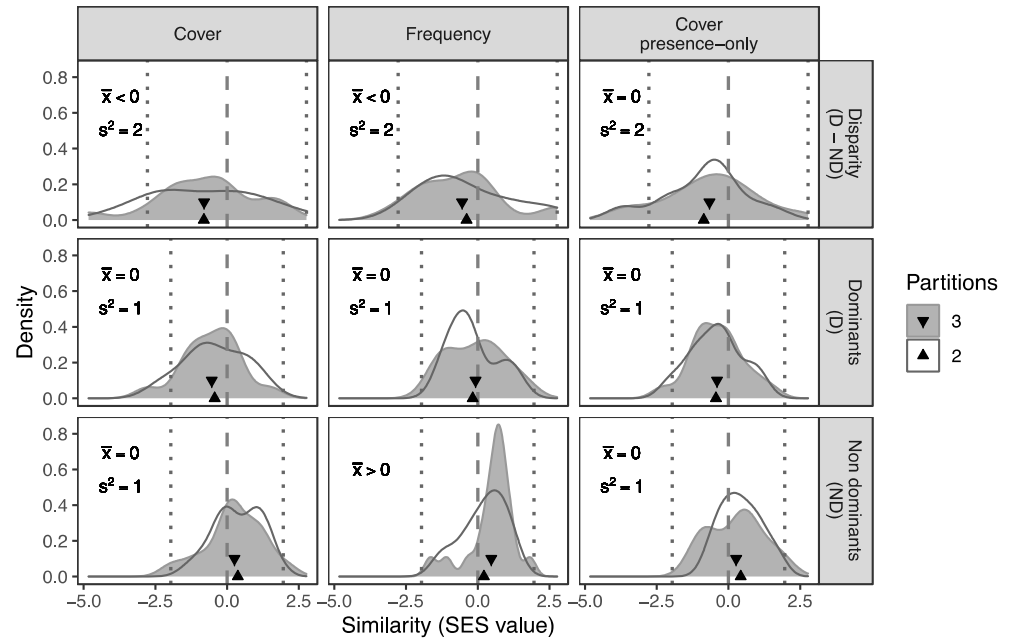 Cover
Frequency
Cover
presence−only
0.8
0.6
0.4
0.2
0.0
x̅ < 0
s² = 2
x̅ < 0
s² = 2
x̅ = 0
s² = 2
Disparity
(D − ND)
0.8
0.6
0.4
0.2
0.0
x̅ = 0
s² = 1
x̅ = 0
s² = 1
x̅ = 0
s² = 1
Dominants
(D)
0.8
0.6
0.4
0.2
0.0
x̅ = 0
s² = 1
x̅ > 0
x̅ = 0
s² = 1
Non dominants
(ND)
−5.0 −2.5 0.0 2.5 −5.0 −2.5 0.0 2.5 −5.0 −2.5 0.0 2.5
Similarity (SES value)
Density
Partitions
3
2